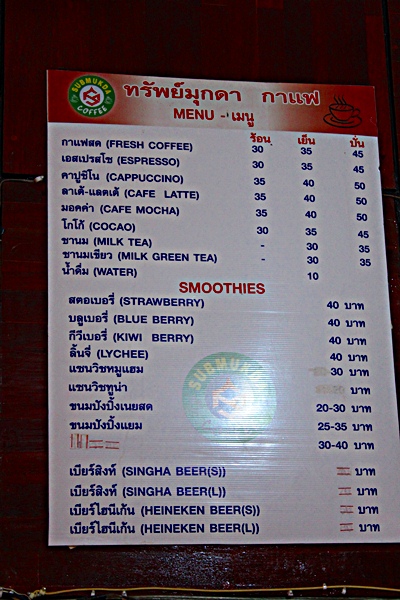 SUBMUKDA COFFEE
ทรัพย์มุกดา กาแฟ
MENU - เมนู
ร้อน เย็น ปั่น
กาแฟสด (FRESH COFFEE) 30 35 45
เอสเปรสโซ (ESPRESSO) 30 35 45
คาปูชิโน (CAPPUCCINO) 35 40 50
ลาเต้-แลตเต้ (CAFE LATTE) 35 40 50
มอคค่า (CAFE MOCHA) 35 40 50
โกโก้ (COCAO) 30 35 45
ชานม (MILK TEA) - 30 35
ชานมเขียว (MILK GREEN TEA) - 30 35
น้ำดื่ม (WATER) 10
SMOOTHIES
สตอเบอรี่ (STRAWBERRY) 40 บาท
บลูเบอรี่ (BLUE BERRY) 40 บาท
กีวีเบอรี่ (KIWI BERRY) 40 บาท
ลิ้นจี่ (LYCHEE) 40 บาท
แซนวิชหมูแฮม 30 บาท
แซนวิชทูน่า บาท
ขนมปังปิ้งเนยสด 20-30 บาท
ขนมปังปิ้งแยม 25-35 บาท
30-40 บาท
เบียร์สิงห์ (SINGHA BEER(S)) บาท
เบียร์สิงห์ (SINGHA BEER(L)) บาท
เบียร์ไฮนีเก้น (HEINEKEN BEER(S)) บาท
เบียร์ไฮนีเก้น (HEINEKEN BEER(L)) บาท